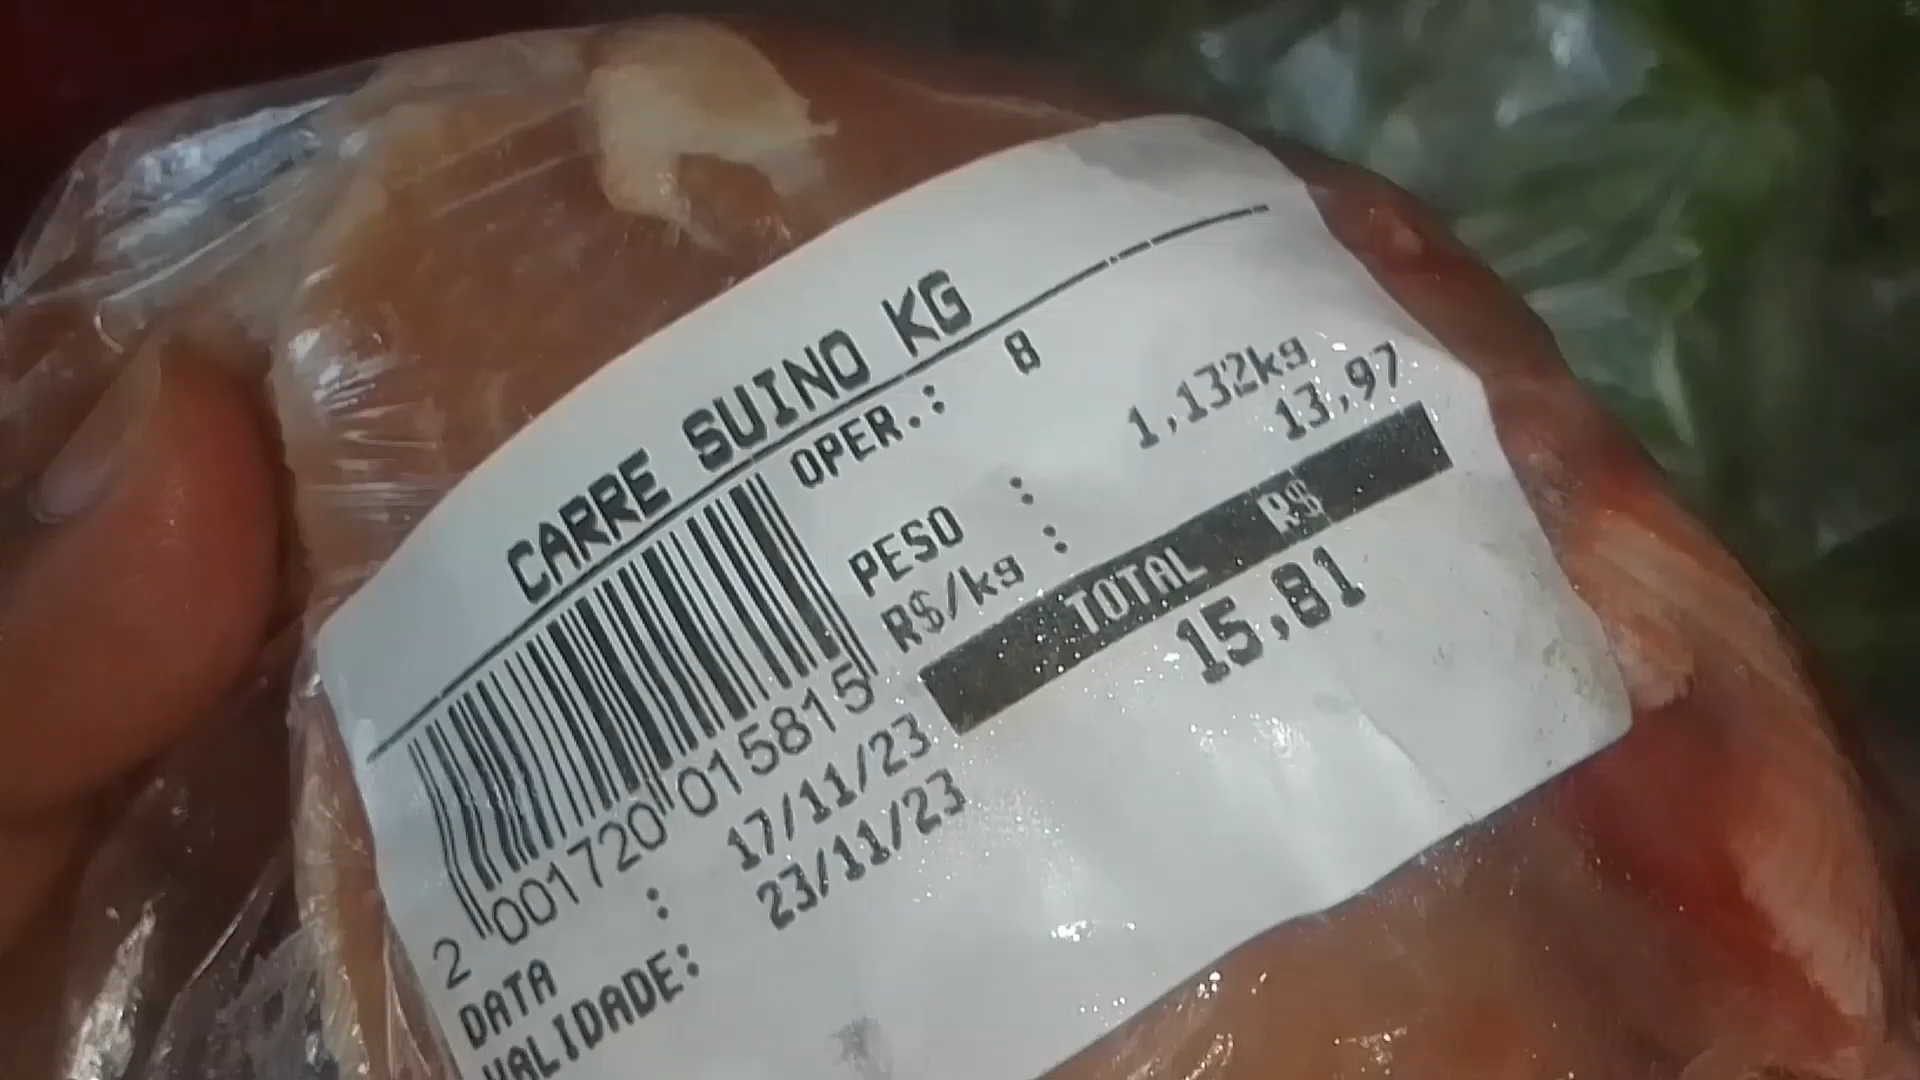 CARRE SUINO KG
OPER.: 8
PESO : 1,132kg
R$/kg : 13,97
TOTAL R$
15,81
2 001720 015815
DATA : 17/11/23
VALIDADE: 23/11/23